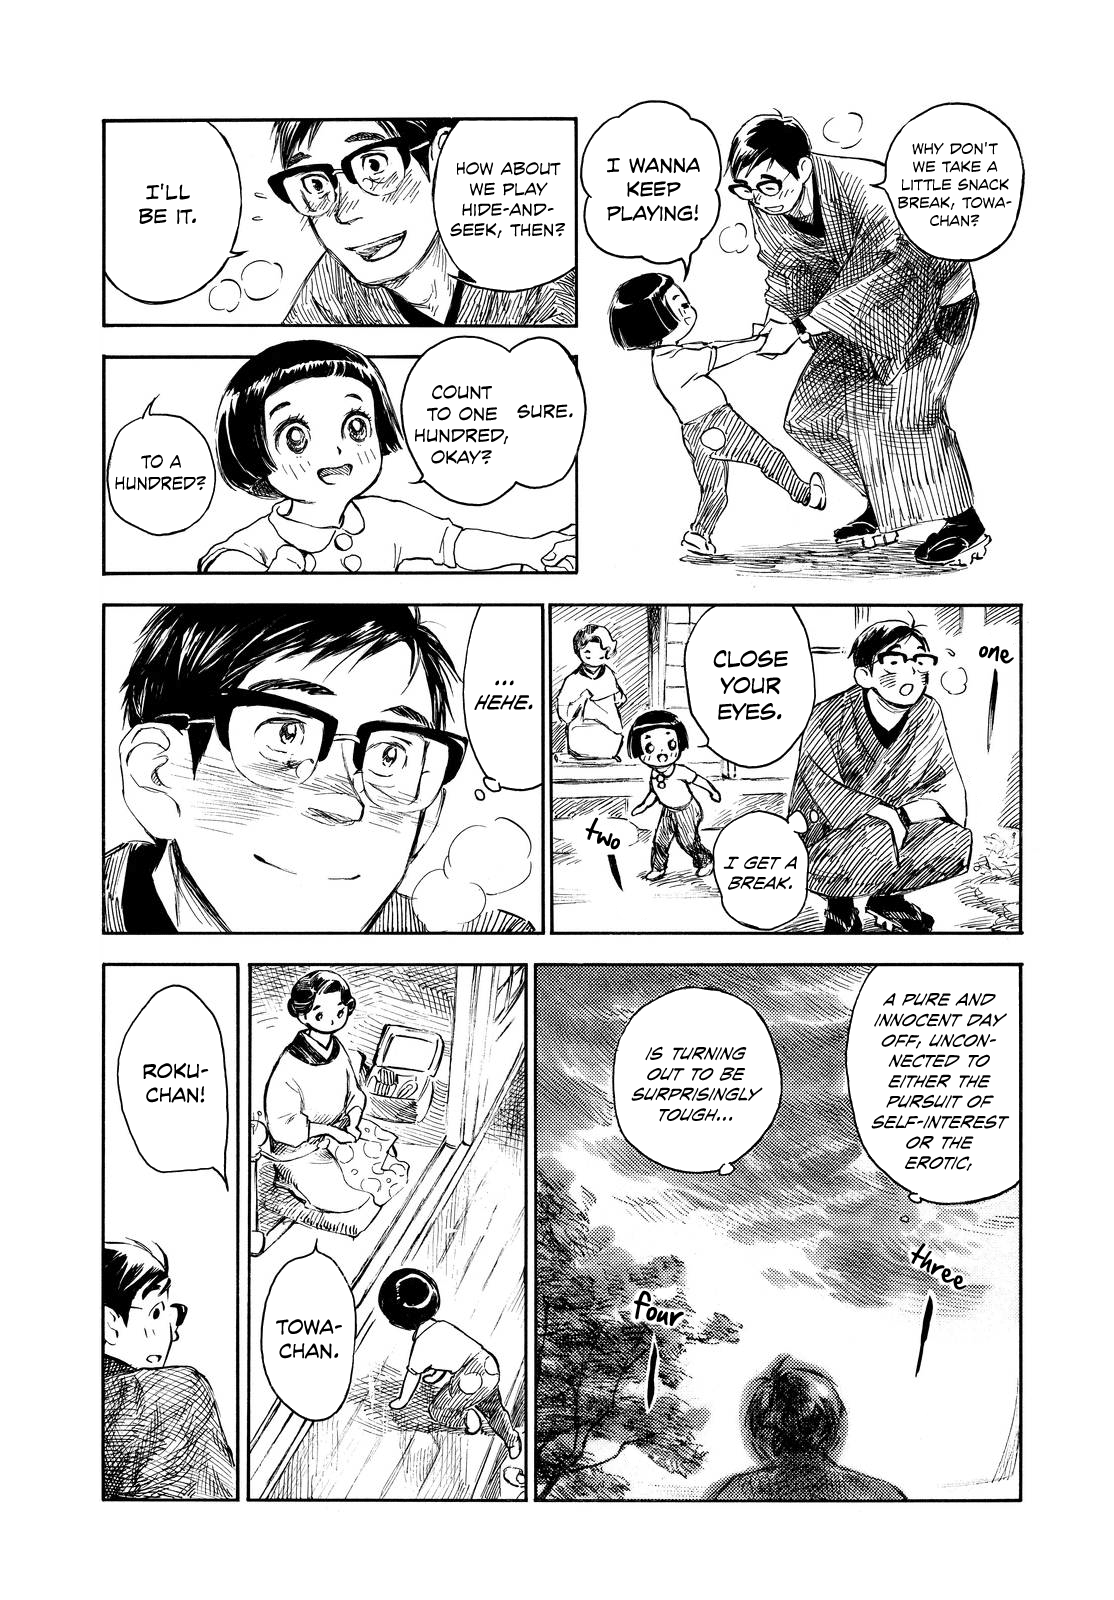 WHY DON'T
WE TAKE A
LITTLE SNACK
BREAK, TOWA-
CHAN?
I WANNA
KEEP
PLAYING!
HOW ABOUT
WE PLAY
HIDE-AND-
SEEK, THEN?
I'LL
BE IT.
SURE.
COUNT
TO ONE
HUNDRED,
OKAY?
TO A
HUNDRED?
one
CLOSE
YOUR
EYES.
I GET A
BREAK.
two
...
HEHE.
A PURE AND
INNOCENT DAY
OFF, UNCON-
NECTED TO
EITHER THE
PURSUIT OF
SELF-INTEREST
OR THE
EROTIC,
IS TURNING
OUT TO BE
SURPRISINGLY
TOUGH...
three
four
TOWA-
CHAN.
ROKU-
CHAN!